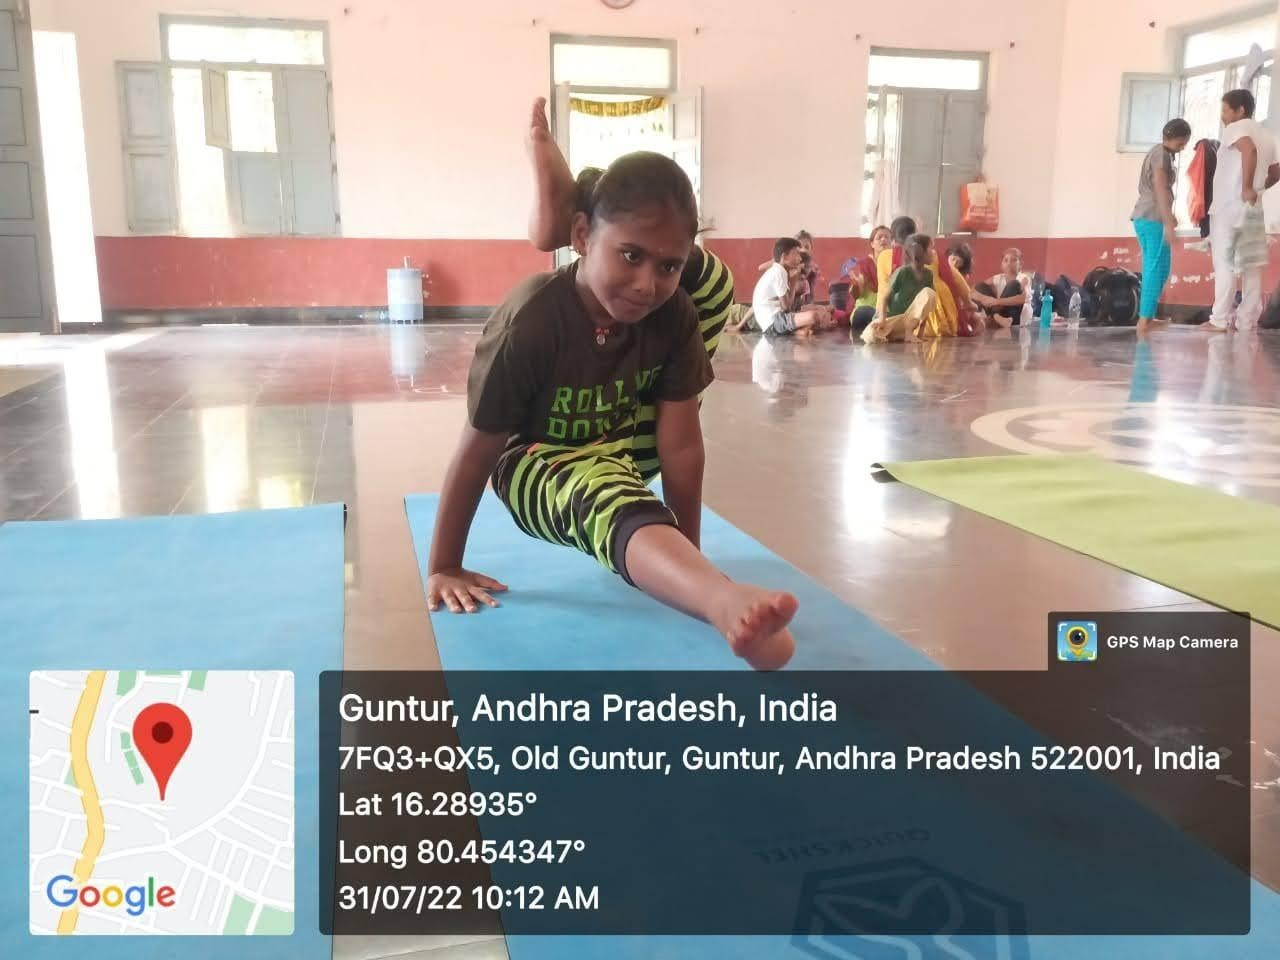 ROLL
GPS Map Camera
Guntur, Andhra Pradesh, India
7FQ3+QX5, Old Guntur, Guntur, Andhra Pradesh 522001, India
Lat 16.28935°
Long 80.454347°
31/07/22 10:12 AM
Google